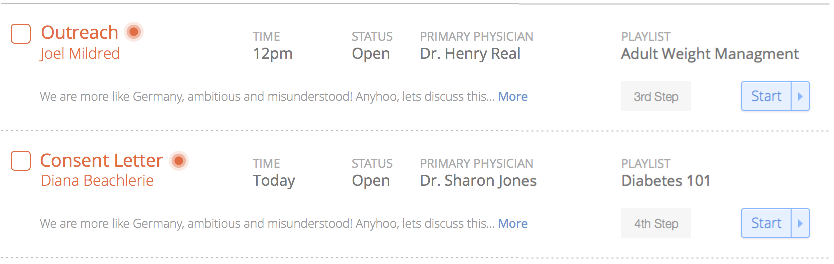 Outreach
Joel Mildred
TIME
12pm
STATUS
Open
PRIMARY PHYSICIAN
Dr. Henry Real
PLAYLIST
Adult Weight Managment
We are more like Germany, ambitious and misunderstood! Anyhoo, lets discuss this... More
3rd Step
Start
Consent Letter
Diana Beachlerie
TIME
Today
STATUS
Open
PRIMARY PHYSICIAN
Dr. Sharon Jones
PLAYLIST
Diabetes 101
We are more like Germany, ambitious and misunderstood! Anyhoo, lets discuss this... More
4th Step
Start